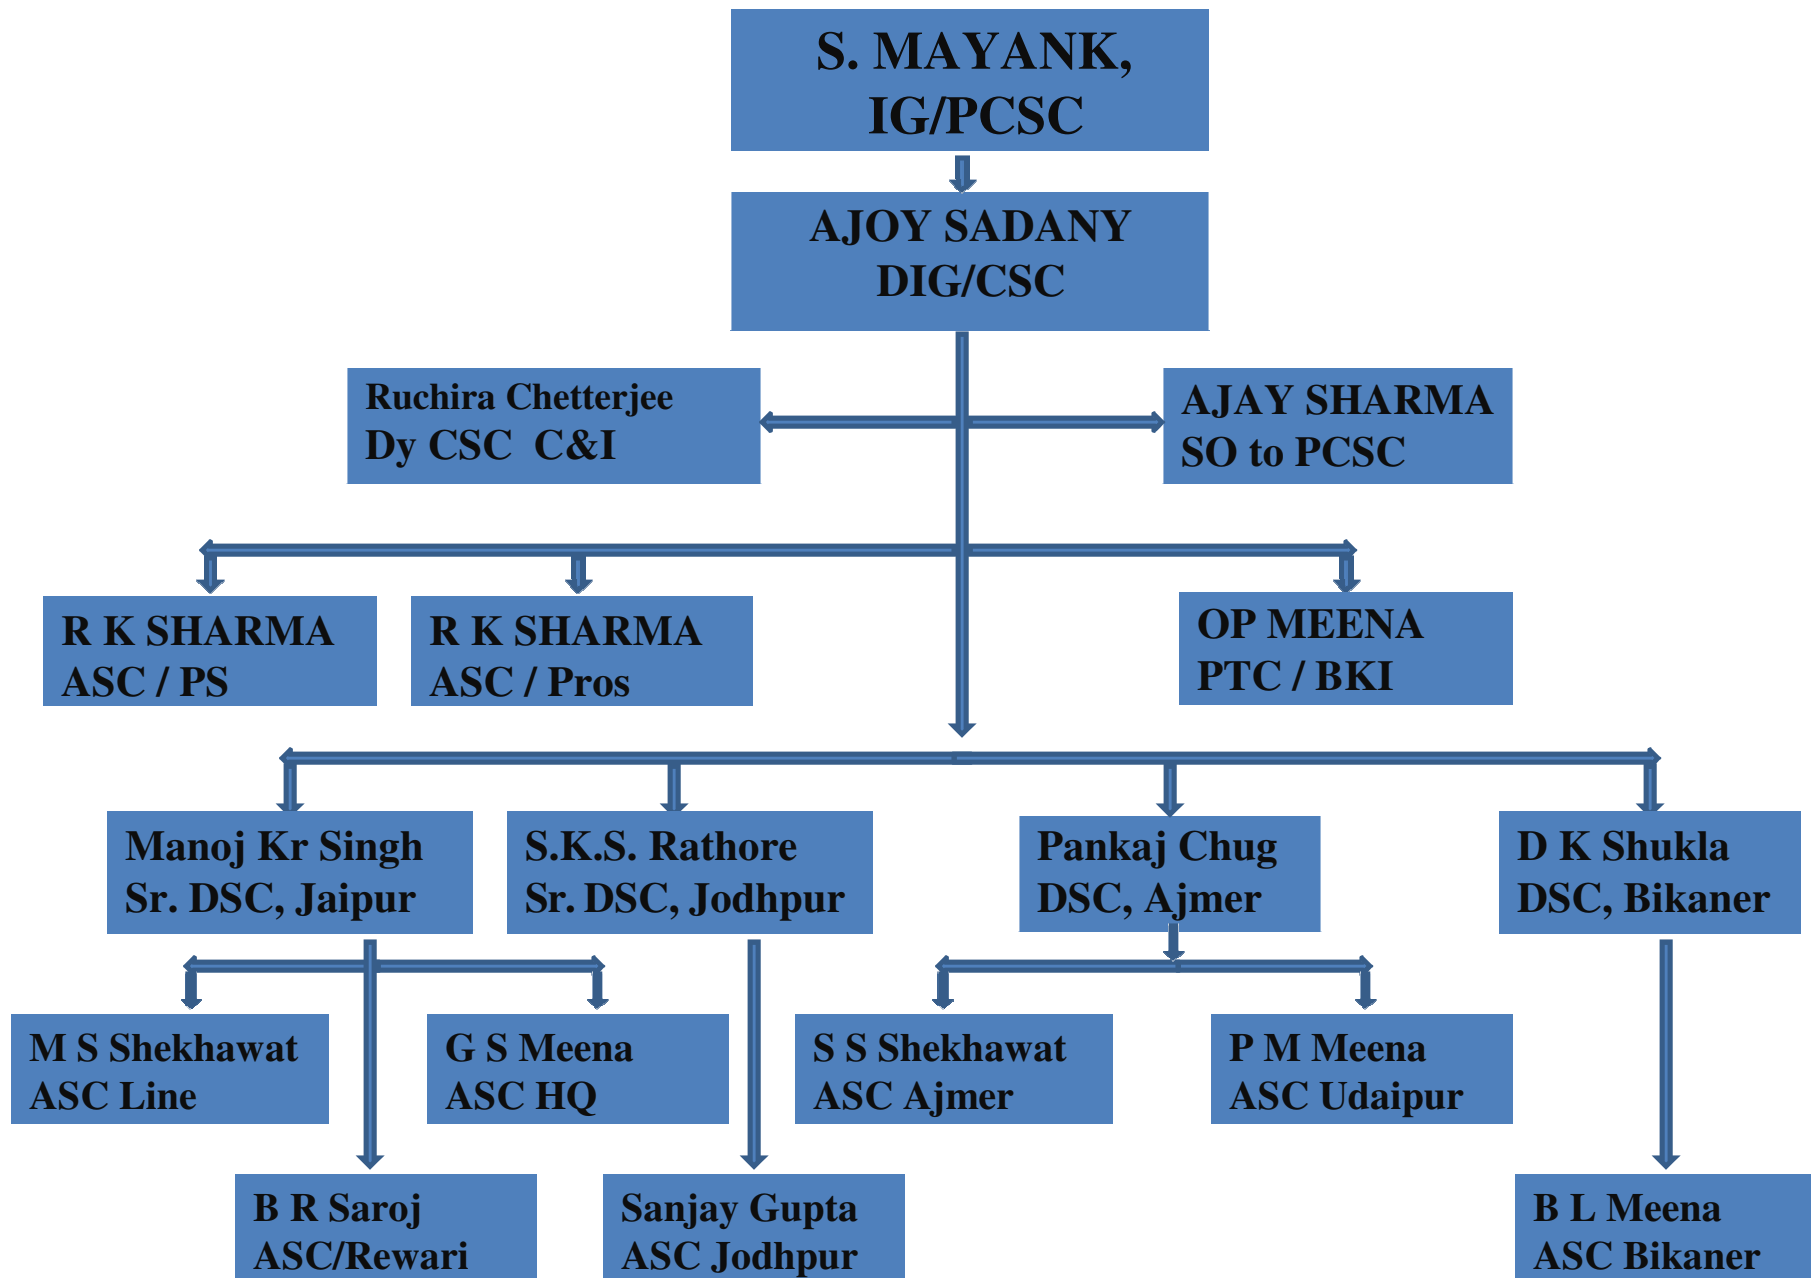 S. MAYANK,
IG/PCSC
AJOY SADANY
DIG/CSC
Ruchira Chetterjee
Dy CSC  C&I
AJAY SHARMA
SO to PCSC
R K SHARMA
ASC / PS
R K SHARMA
ASC / Pros
OP MEENA
PTC / BKI
Manoj Kr Singh
Sr. DSC, Jaipur
S.K.S. Rathore
Sr. DSC, Jodhpur
Pankaj Chug
DSC, Ajmer
D K Shukla
DSC, Bikaner
M S Shekhawat
ASC Line
G S Meena
ASC HQ
S S Shekhawat
ASC Ajmer
P M Meena
ASC Udaipur
B R Saroj
ASC/Rewari
Sanjay Gupta
ASC Jodhpur
B L Meena
ASC Bikaner